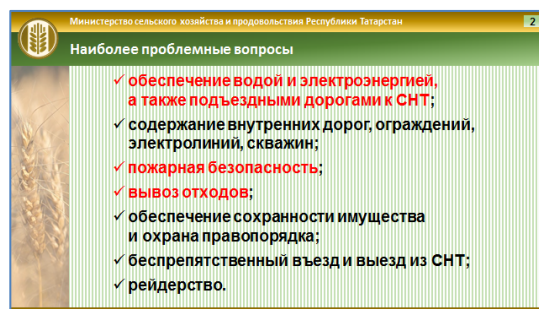 Министерство сельского хозяйства и продовольствия Республики Татарстан 2
Наиболее проблемные вопросы
✓ обеспечение водой и электроэнергией,
а также подъездными дорогами к СНТ;
✓ содержание внутренних дорог, ограждений,
электролиний, скважин;
✓ пожарная безопасность;
✓ вывоз отходов;
✓ обеспечение сохранности имущества
и охрана правопорядка;
✓ беспрепятственный въезд и выезд из СНТ;
✓ рейдерство.